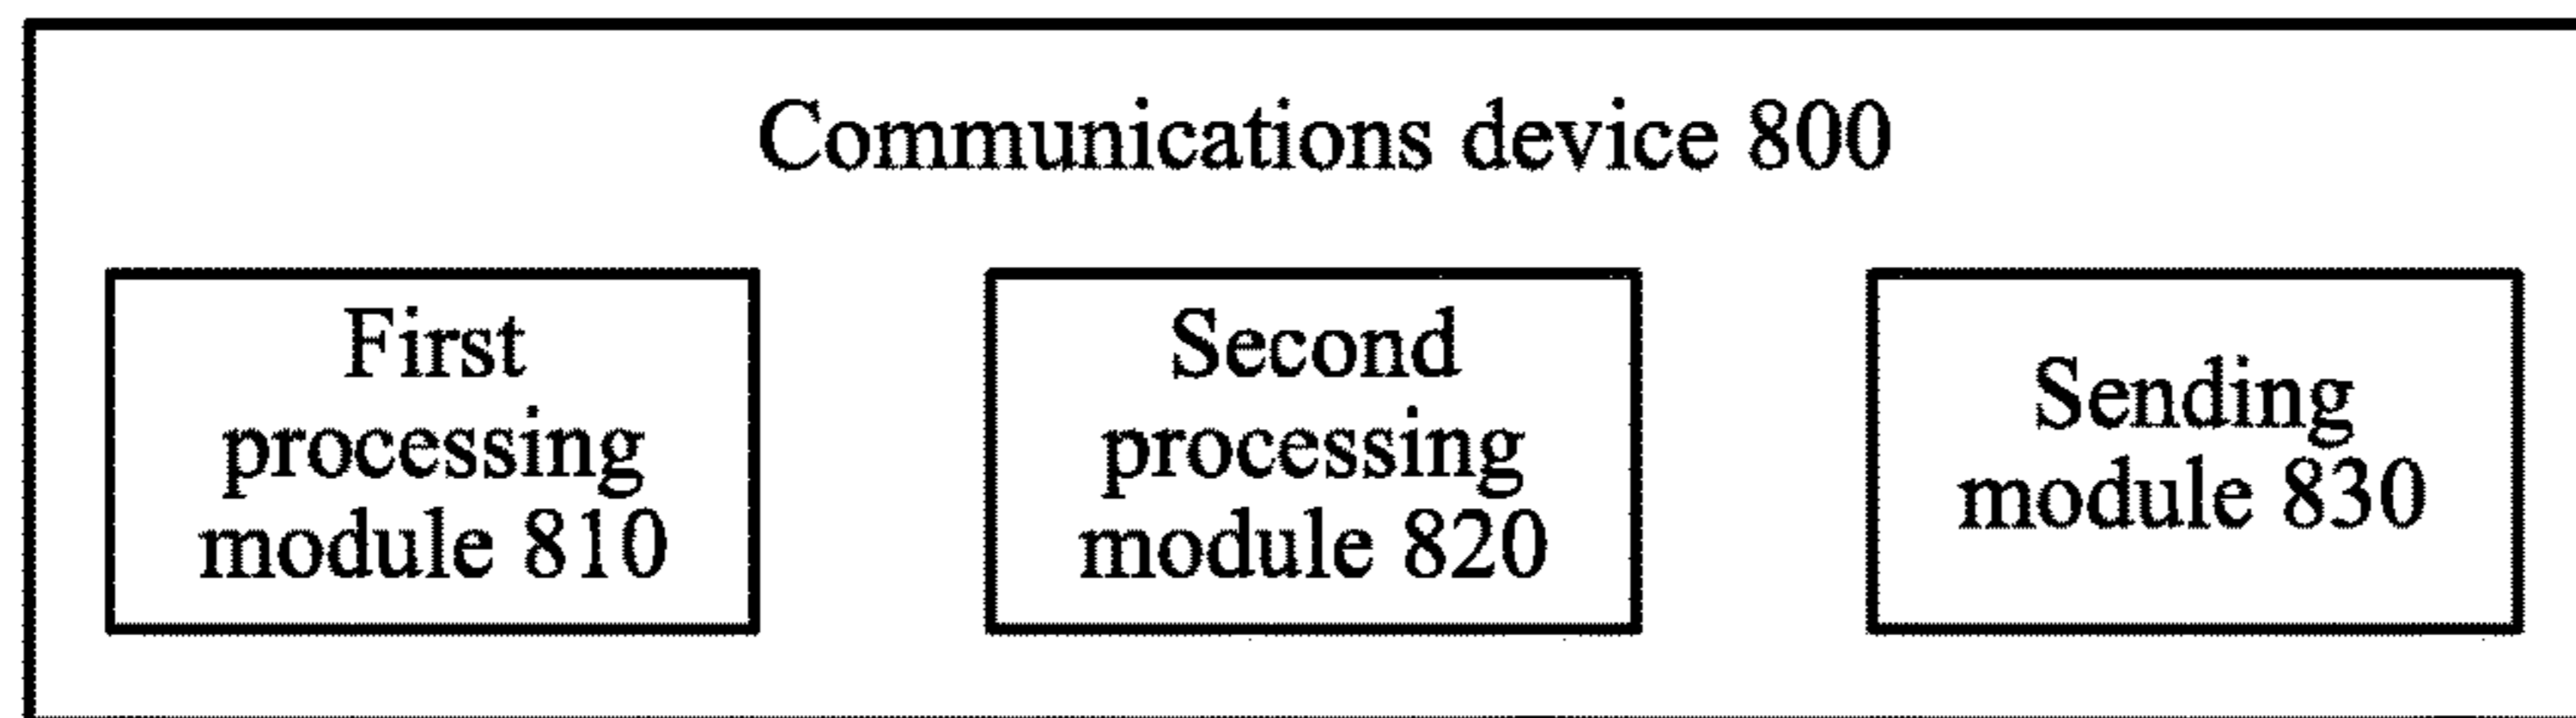 Communications device 800
First
processing
module 810
Second
processing
module 820
Sending
module 830